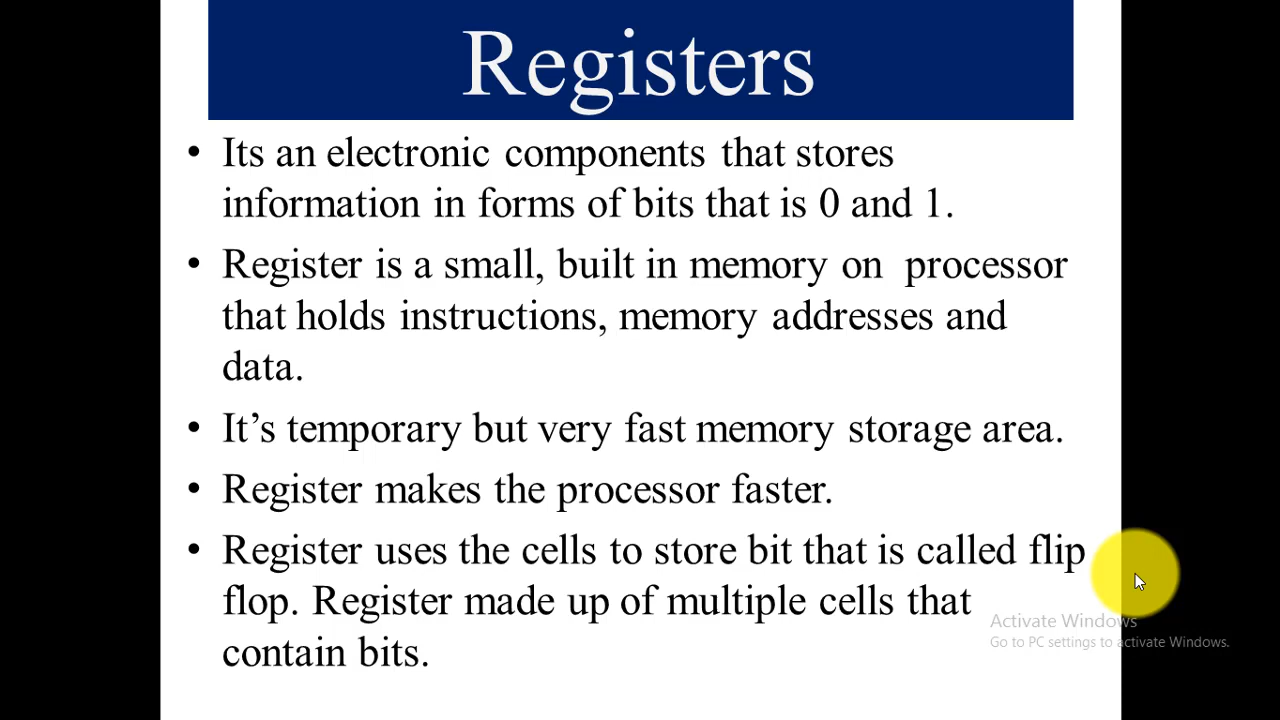 Registers
• Its an electronic components that stores
information in forms of bits that is 0 and 1.
• Register is a small, built in memory on processor
that holds instructions, memory addresses and
data.
• It’s temporary but very fast memory storage area.
• Register makes the processor faster.
• Register uses the cells to store bit that is called flip
flop. Register made up of multiple cells that
contain bits.
Activate Windows
Go to PC settings to activate Windows.